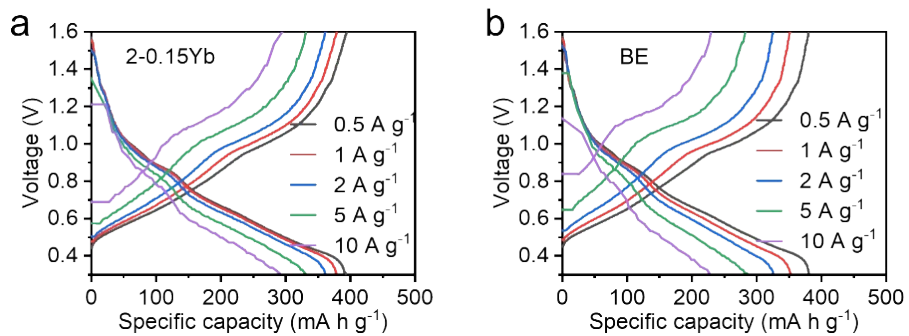 a
2-0.15Yb
Voltage (V)
1.6
1.4
1.2
1.0
0.8
0.6
0.4
0.5 A g⁻¹
1 A g⁻¹
2 A g⁻¹
5 A g⁻¹
10 A g⁻¹
0 100 200 300 400 500
Specific capacity (mA h g⁻¹)
b
BE
Voltage (V)
1.6
1.4
1.2
1.0
0.8
0.6
0.4
0.5 A g⁻¹
1 A g⁻¹
2 A g⁻¹
5 A g⁻¹
10 A g⁻¹
0 100 200 300 400 500
Specific capacity (mA h g⁻¹)